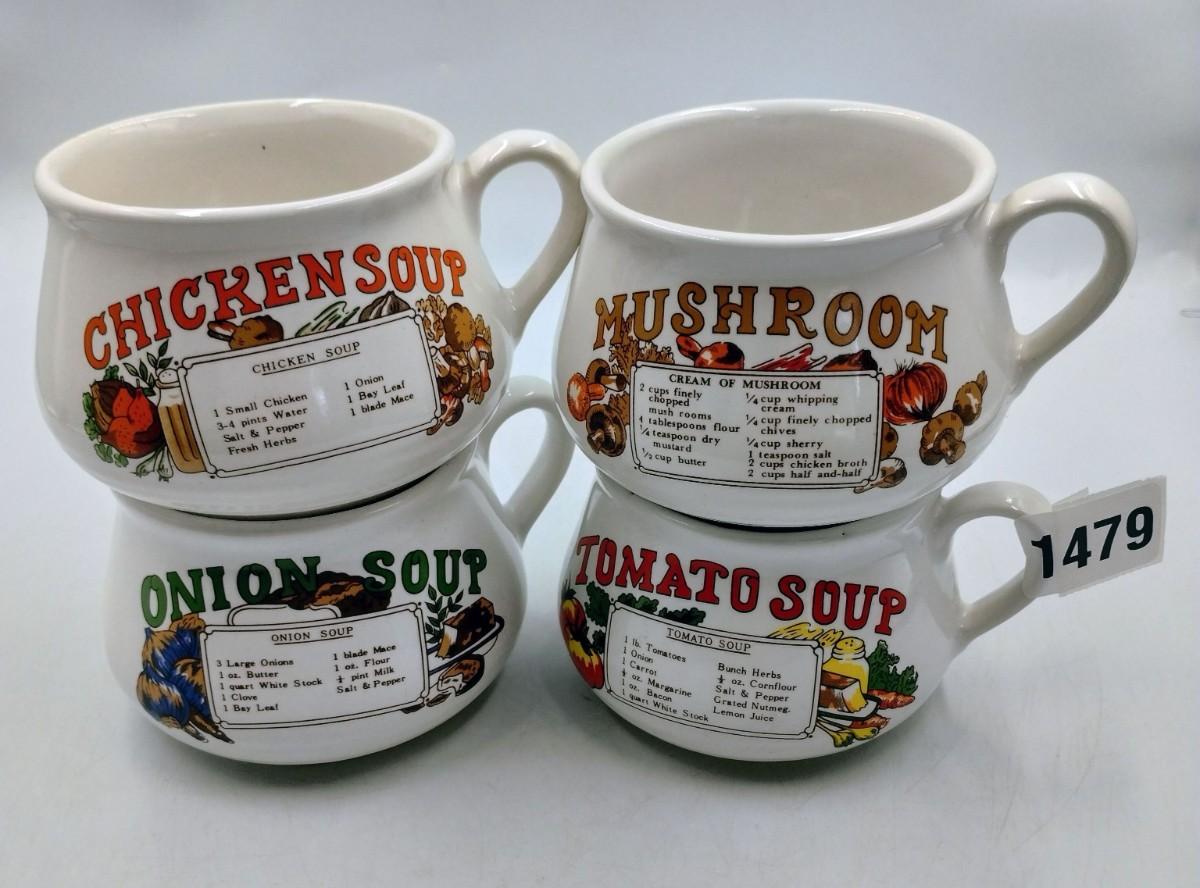 CHICKEN SOUP
CHICKEN SOUP
1 Small Chicken
3-4 pints Water
Salt & Pepper
Fresh Herbs
1 Onion
1 Bay Leaf
1 blade Mace
MUSHROOM
CREAM OF MUSHROOM
2 cups finely
chopped
mush rooms
4 tablespoons flour
1/4 teaspoon dry
mustard
1/2 cup butter
1/4 cup whipping
cream
1/4 cup finely chopped
chives
1/4 cup sherry
1 teaspoon salt
2 cups chicken broth
2 cups half and-half
ONION SOUP
ONION SOUP
3 Large Onions
1 oz. Butter
1 quart White Stock
1 Clove
1 Bay Leaf
1 blade Mace
1 oz. Flour
½ pint Milk
Salt & Pepper
TOMATO SOUP
TOMATO SOUP
1 lb. Tomatoes
1 Onion
1 Carrot
½ oz. Margarine
1 oz. Bacon
1 quart White Stock
Bunch Herbs
½ oz. Cornflour
Salt & Pepper
Grated Nutmeg.
Lemon Juice
1479